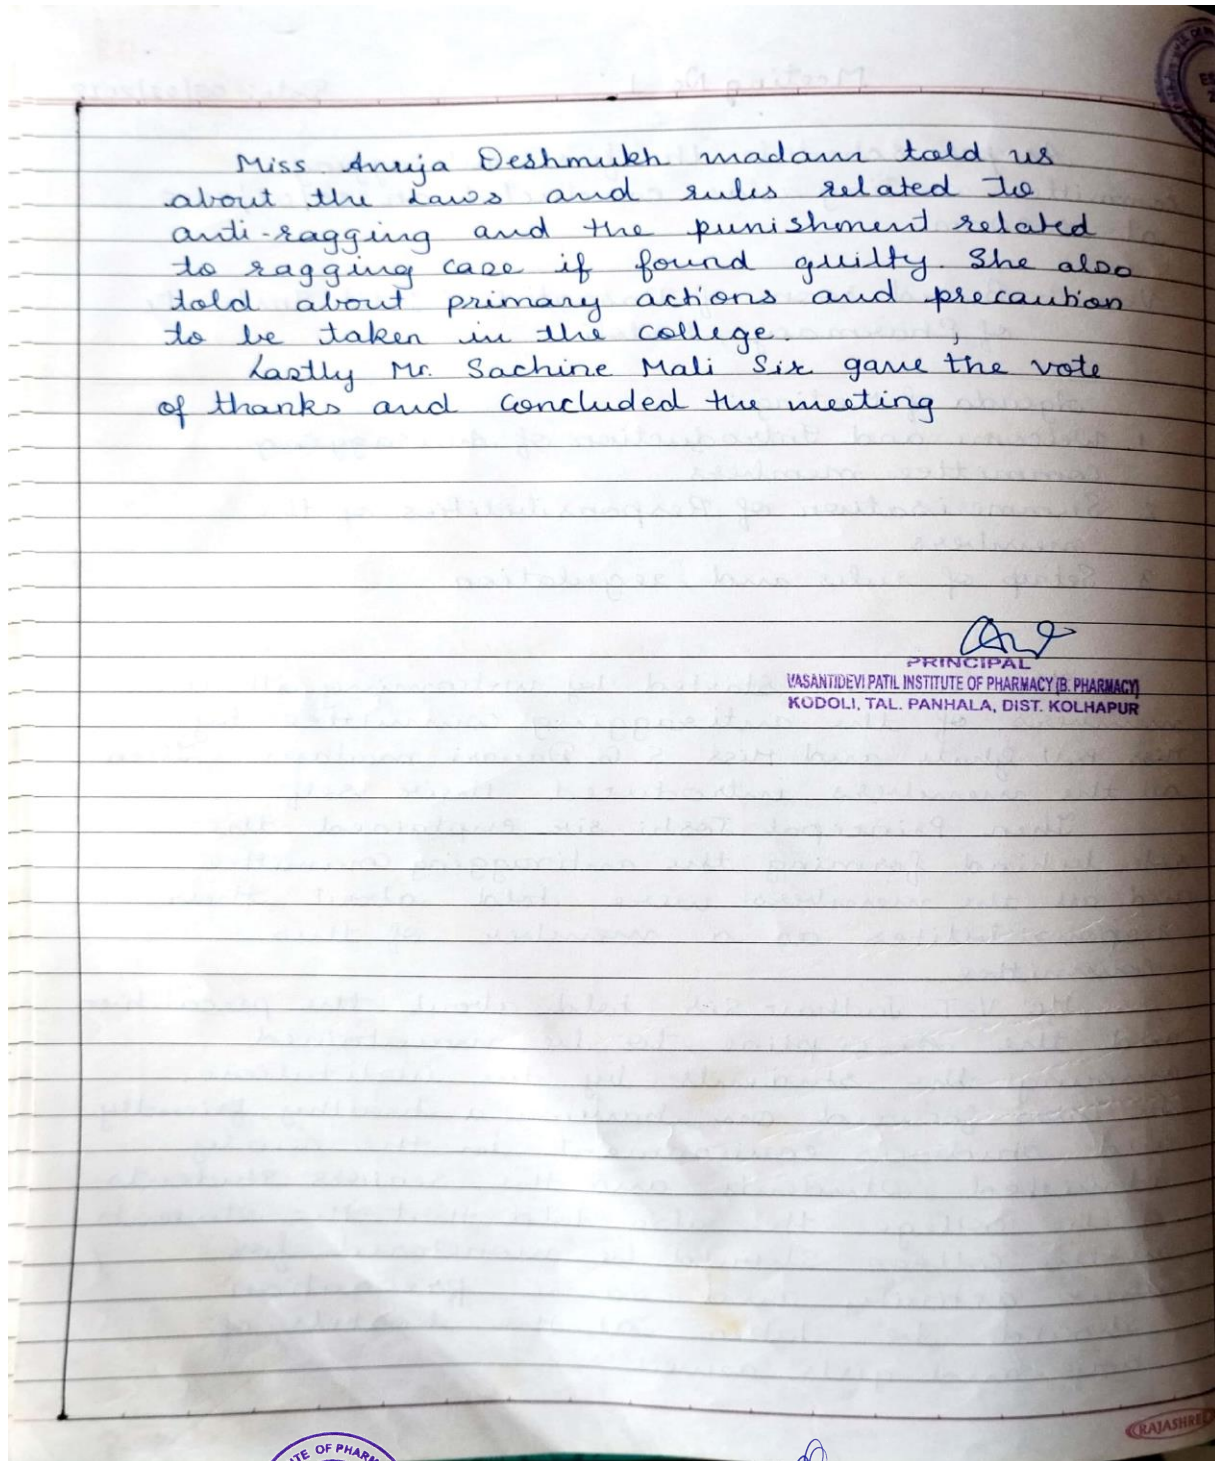 Miss Anuja Deshmukh madam told us
about the Laws and rules related to
anti-ragging and the punishment related
to ragging case if found guilty. She also
told about primary actions and precaution
to be taken in the college.
Lastly Mr. Sachine Mali Sir gave the vote
of thanks and concluded the meeting
PRINCIPAL
VASANTIDEVI PATIL INSTITUTE OF PHARMACY (B. PHARMACY)
KODOLI, TAL. PANHALA, DIST. KOLHAPUR
RAJASHREE
OF PHAR